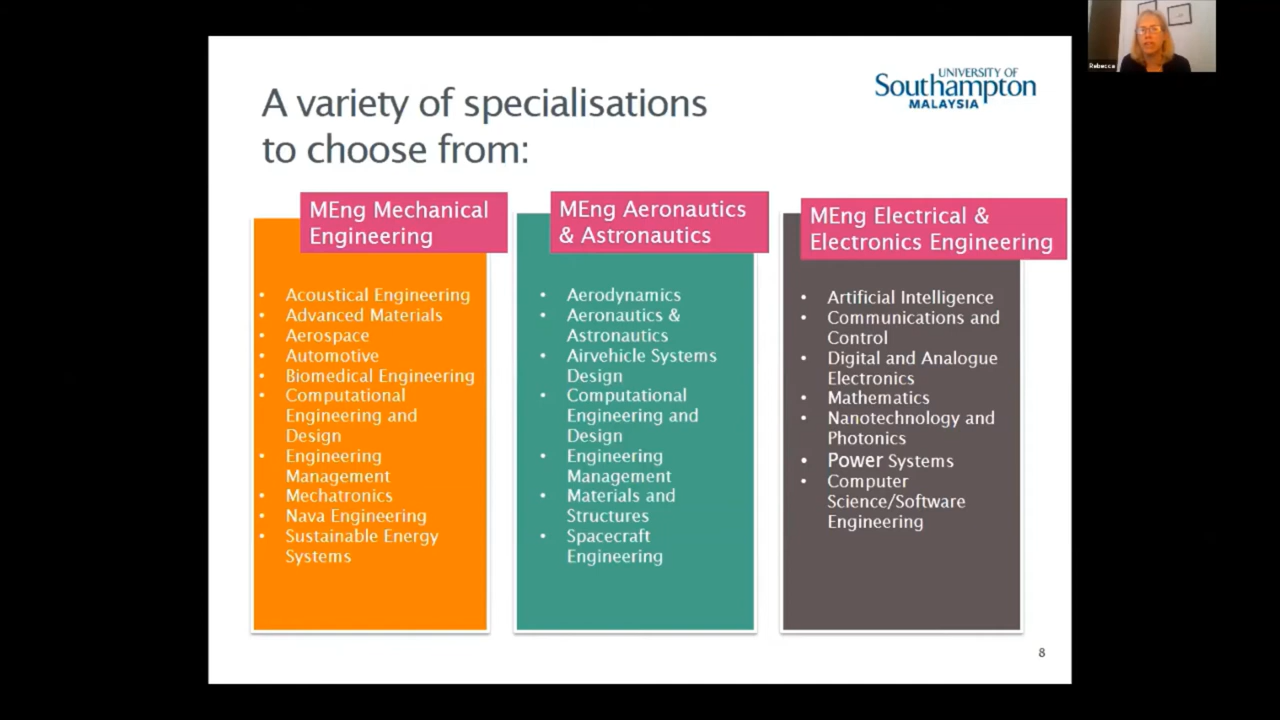 Rebecca
UNIVERSITY OF
Southampton
MALAYSIA
A variety of specialisations
to choose from:
MEng Mechanical
Engineering
• Acoustical Engineering
• Advanced Materials
• Aerospace
• Automotive
• Biomedical Engineering
• Computational
Engineering and
Design
• Engineering
Management
• Mechatronics
• Nava Engineering
• Sustainable Energy
Systems
MEng Aeronautics
& Astronautics
• Aerodynamics
• Aeronautics &
Astronautics
• Airvehicle Systems
Design
• Computational
Engineering and
Design
• Engineering
Management
• Materials and
Structures
• Spacecraft
Engineering
MEng Electrical &
Electronics Engineering
• Artificial Intelligence
• Communications and
Control
• Digital and Analogue
Electronics
• Mathematics
• Nanotechnology and
Photonics
• Power Systems
• Computer
Science/Software
Engineering
8